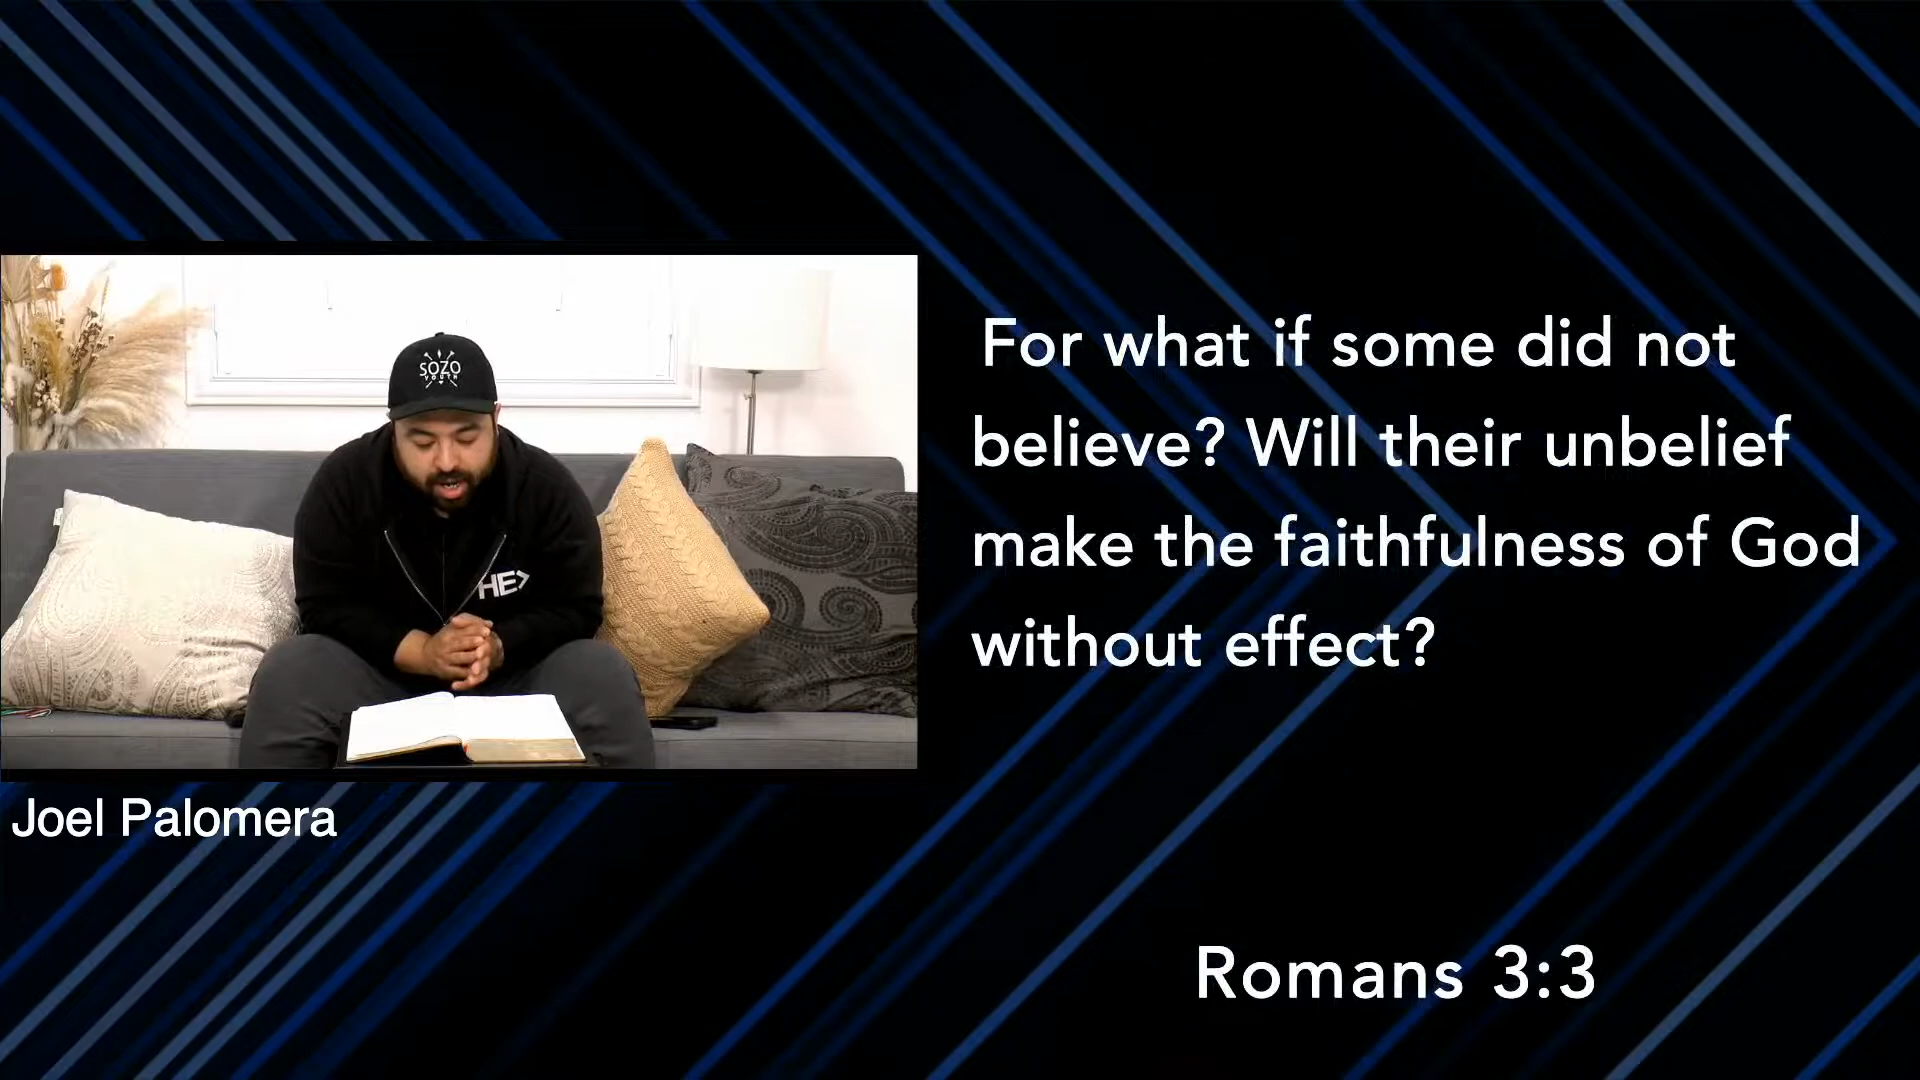 SOZO
YOUTH
HE>
Joel Palomera
For what if some did not
believe? Will their unbelief
make the faithfulness of God
without effect?
Romans 3:3